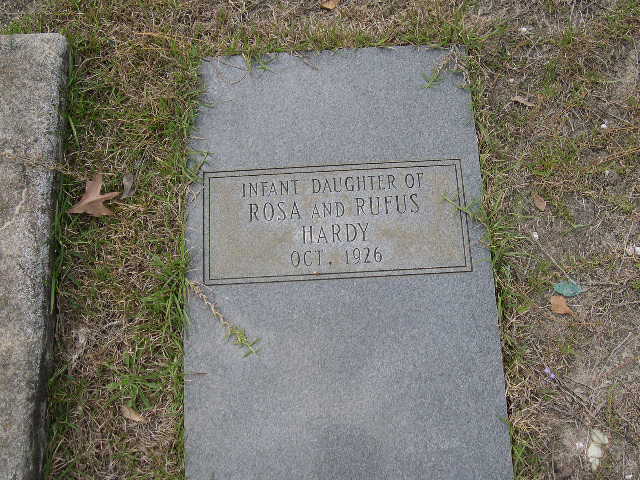 INFANT DAUGHTER OF
ROSA AND RUFUS
HARDY
OCT. 1926